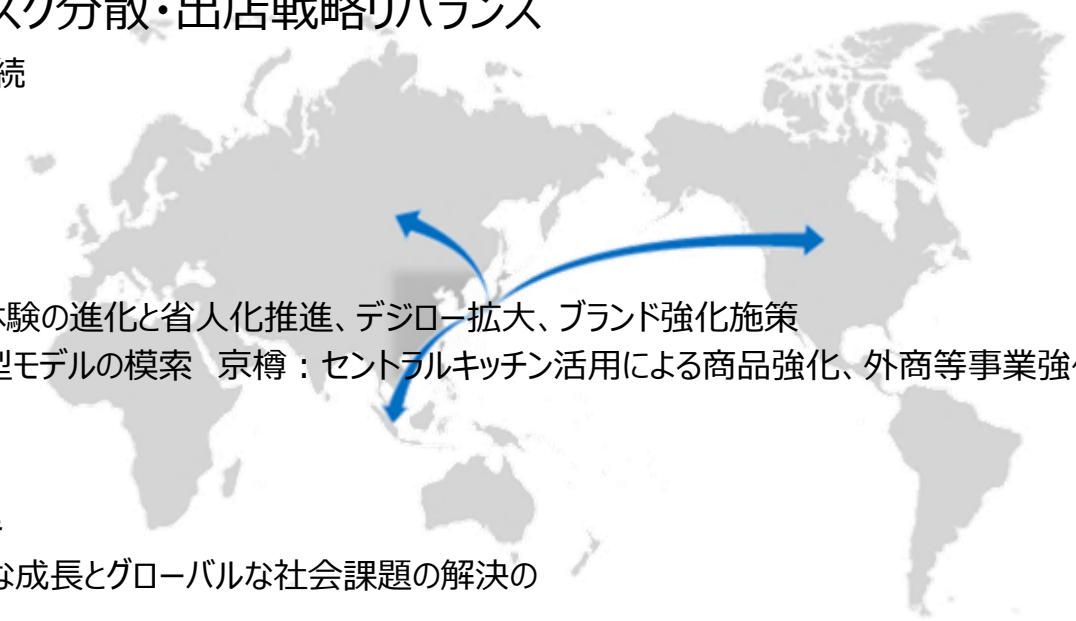 スク分散・出店戦略リバランス
続
体験の進化と省人化推進、デジロー拡大、ブランド強化施策
型モデルの模索 京樽：セントラルキッチン活用による商品強化、外商等事業強
な成長とグローバルな社会課題の解決の